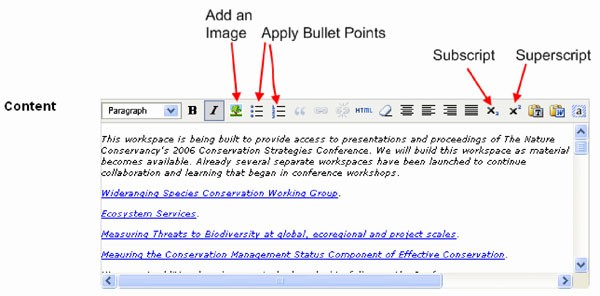 Add an
Image
Apply Bullet Points
Subscript
Superscript
Content
Paragraph B I HTML x₂ x² T W a
This workspace is being built to provide access to presentations and proceedings of The Nature
Conservancy's 2006 Conservation Strategies Conference. We will build this workspace as material
becomes available. Already several separate workspaces have been launched to continue
collaboration and learning that began in conference workshops.
Wideranging Species Conservation Working Group.
Ecosystem Services.
Measuring Threats to Biodiversity at global, ecoregional and project scales.
Meauring the Conservation Management Status Component of Effective Conservation.